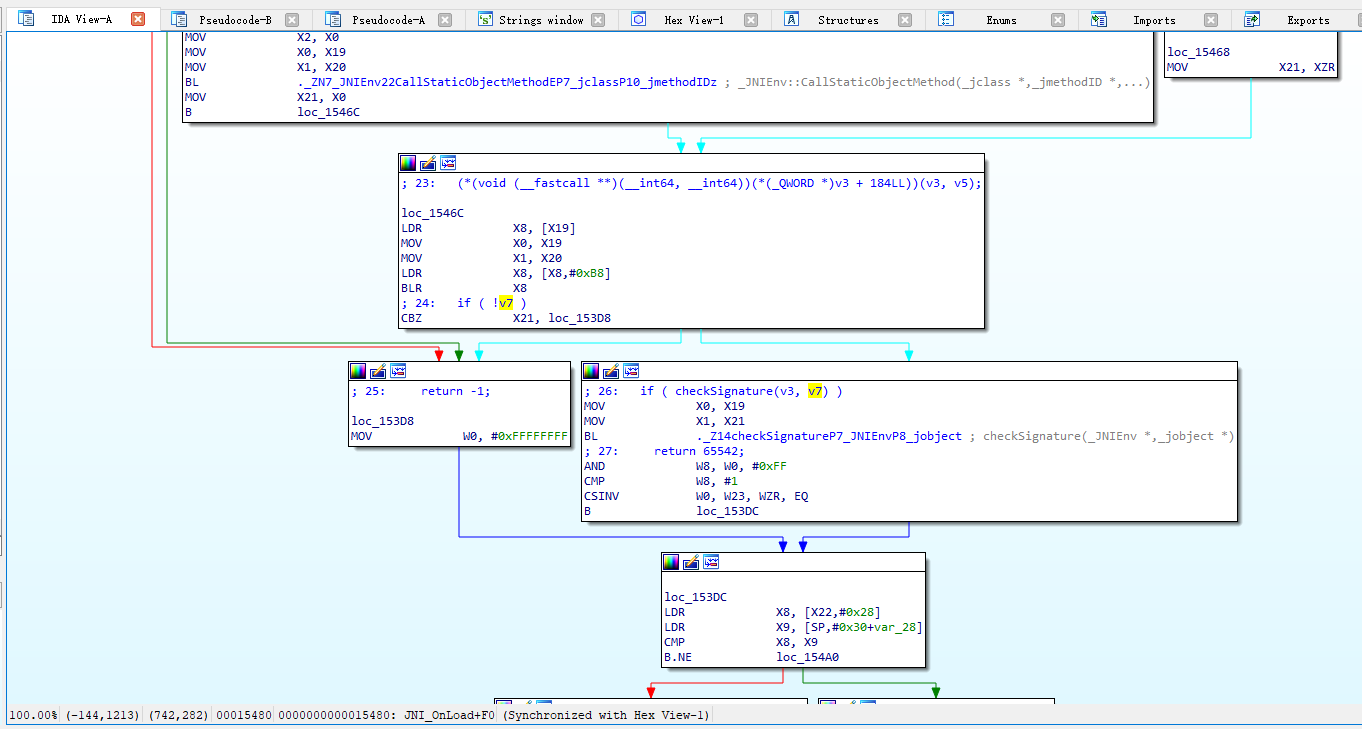 IDA View-A Pseudocode-B Pseudocode-A Strings window Hex View-1 Structures Enums Imports Exports
MOV X2, X0
MOV X0, X19
MOV X1, X20
BL ._ZN7_JNIEnv22CallStaticObjectMethodEP7_jclassP10_jmethodIDz ; _JNIEnv::CallStaticObjectMethod(_jclass *,_jmethodID *,...)
MOV X21, X0
B loc_1546C
loc_15468
MOV X21, XZR
; 23: (*(void (__fastcall **)(__int64, __int64))(*(_QWORD *)v3 + 184LL))(v3, v5);
loc_1546C
LDR X8, [X19]
MOV X0, X19
MOV X1, X20
LDR X8, [X8,#0xB8]
BLR X8
; 24: if ( !v7 )
CBZ X21, loc_153D8
; 25: return -1;
loc_153D8
MOV W0, #0xFFFFFFFF
; 26: if ( checkSignature(v3, v7) )
MOV X0, X19
MOV X1, X21
BL ._Z14checkSignatureP7_JNIEnvP8_jobject ; checkSignature(_JNIEnv *,_jobject *)
; 27: return 65542;
AND W8, W0, #0xFF
CMP W8, #1
CSINV W0, W23, WZR, EQ
B loc_153DC
loc_153DC
LDR X8, [X22,#0x28]
LDR X9, [SP,#0x30+var_28]
CMP X8, X9
B.NE loc_154A0
100.00% (-144,1213) (742,282) 00015480 0000000000015480: JNI_OnLoad+F0 (Synchronized with Hex View-1)